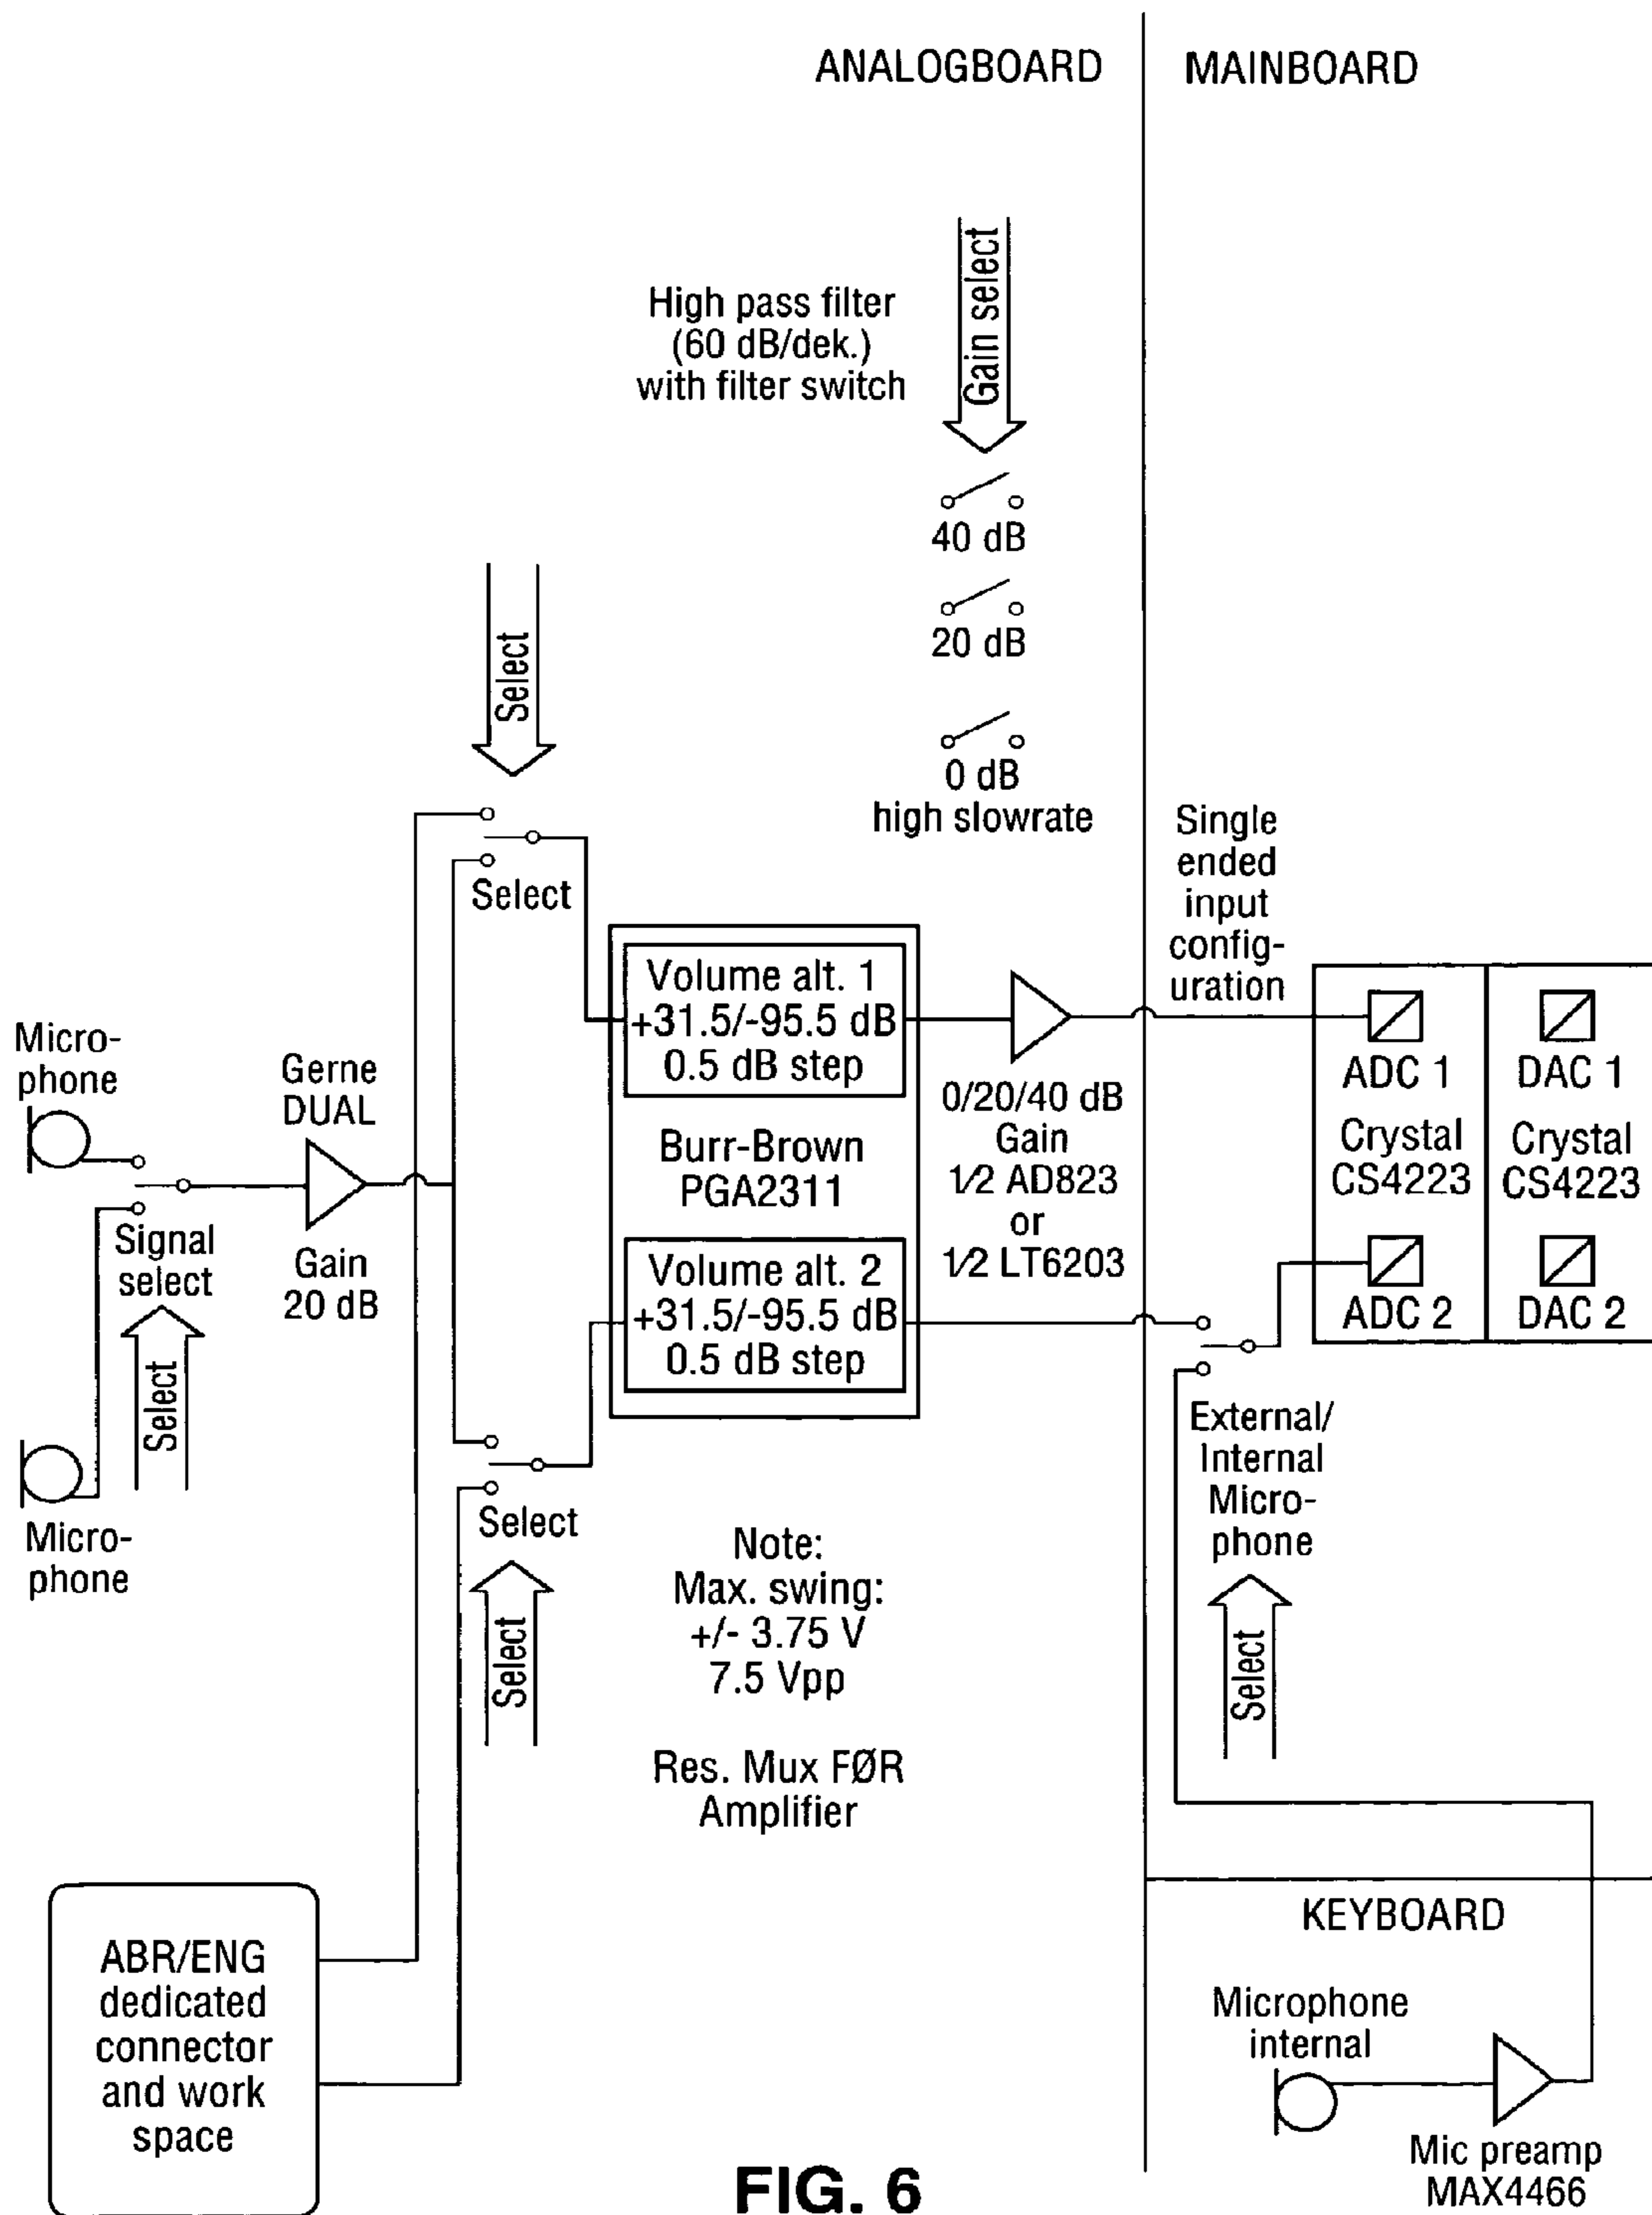 ANALOGBOARD
MAINBOARD
High pass filter
(60 dB/dek.)
with filter switch
Gain select
40 dB
20 dB
0 dB
high slowrate
Select
Select
Single
ended
input
config-
uration
Micro-
phone
Gerne
DUAL
Signal
select
Select
Gain
20 dB
Micro-
phone
Volume alt. 1
+31.5/-95.5 dB
0.5 dB step
Burr-Brown
PGA2311
Volume alt. 2
+31.5/-95.5 dB
0.5 dB step
0/20/40 dB
Gain
1/2 AD823
or
1/2 LT6203
ADC 1
Crystal
CS4223
ADC 2
DAC 1
Crystal
CS4223
DAC 2
Select
Select
Note:
Max. swing:
+/- 3.75 V
7.5 Vpp
Res. Mux FØR
Amplifier
External/
Internal
Micro-
phone
Select
ABR/ENG
dedicated
connector
and work
space
KEYBOARD
Microphone
internal
Mic preamp
MAX4466
FIG. 6